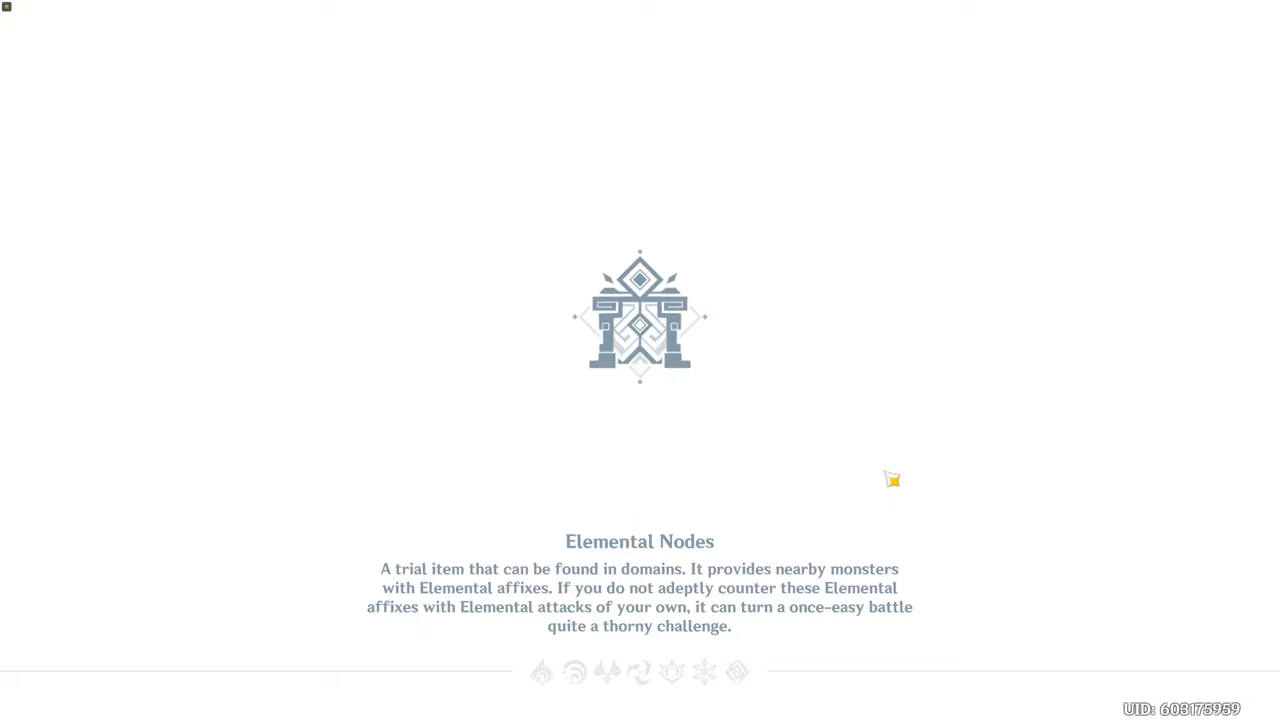 Elemental Nodes
A trial item that can be found in domains. It provides nearby monsters
with Elemental affixes. If you do not adeptly counter these Elemental
affixes with Elemental attacks of your own, it can turn a once-easy battle
quite a thorny challenge.
UID: 603175959